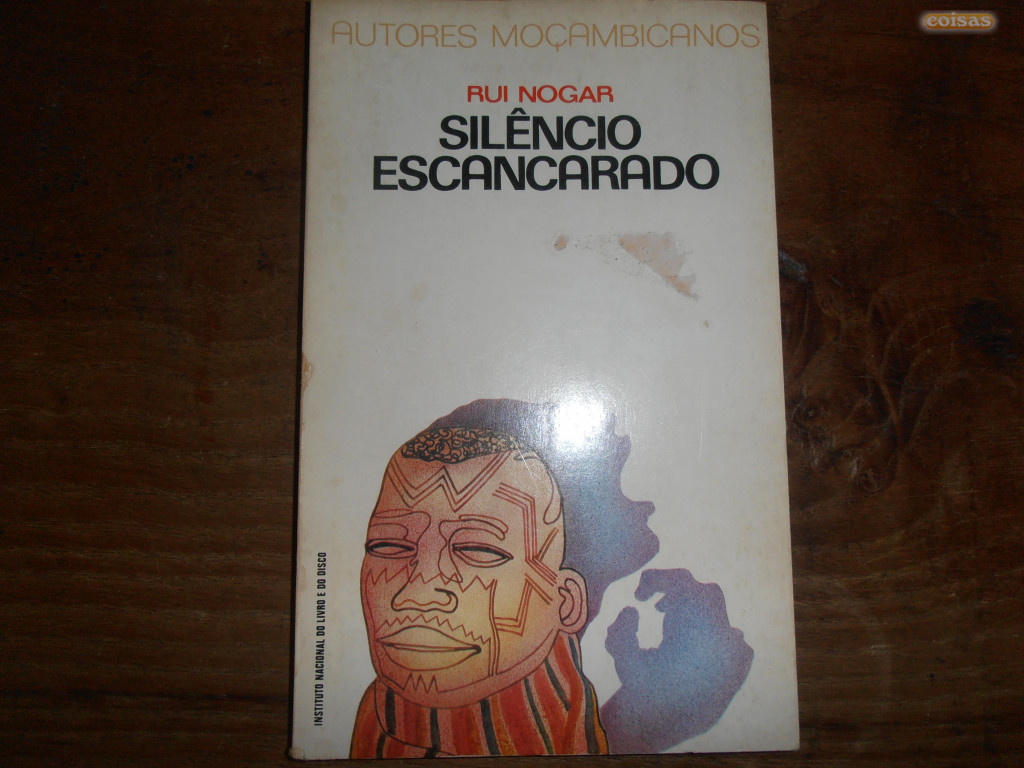 coisas
AUTORES MOÇAMBICANOS
RUI NOGAR
SILÊNCIO
ESCANCARADO
INSTITUTO NACIONAL DO LIVRO E DO DISCO